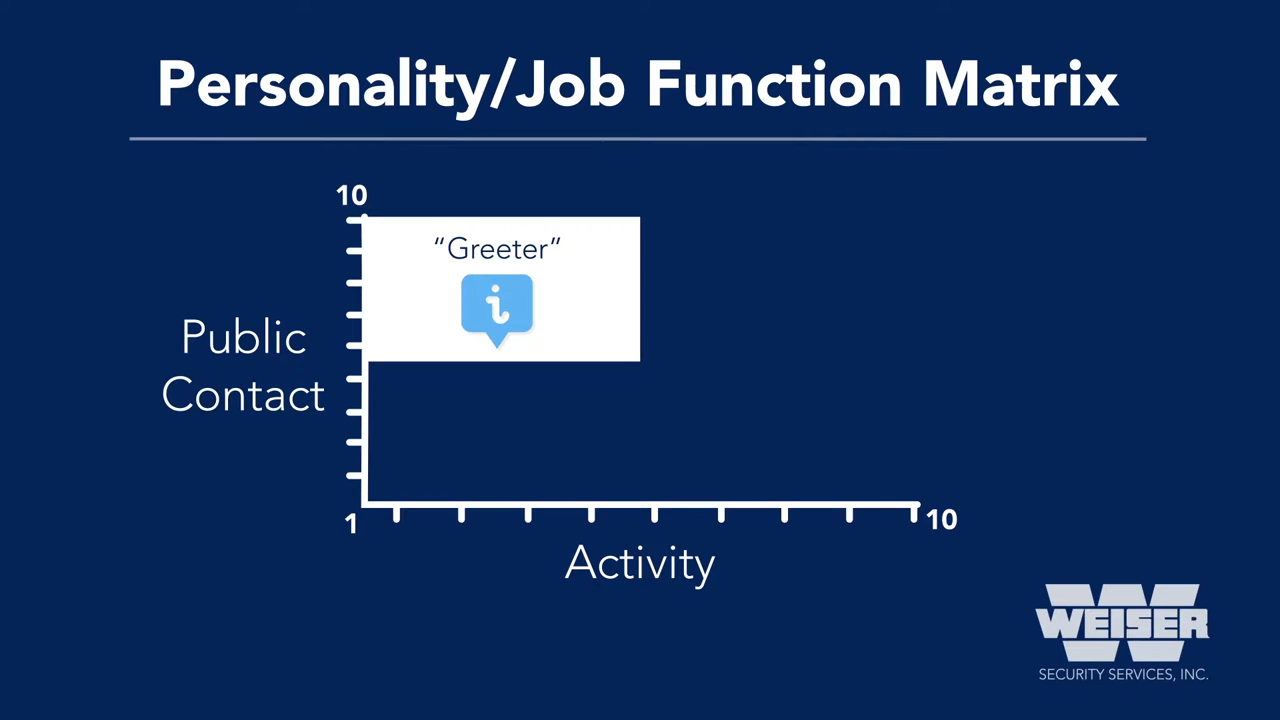 Personality/Job Function Matrix
10
“Greeter”
i
Public
Contact
1
10
Activity
WEISER
SECURITY SERVICES, INC.